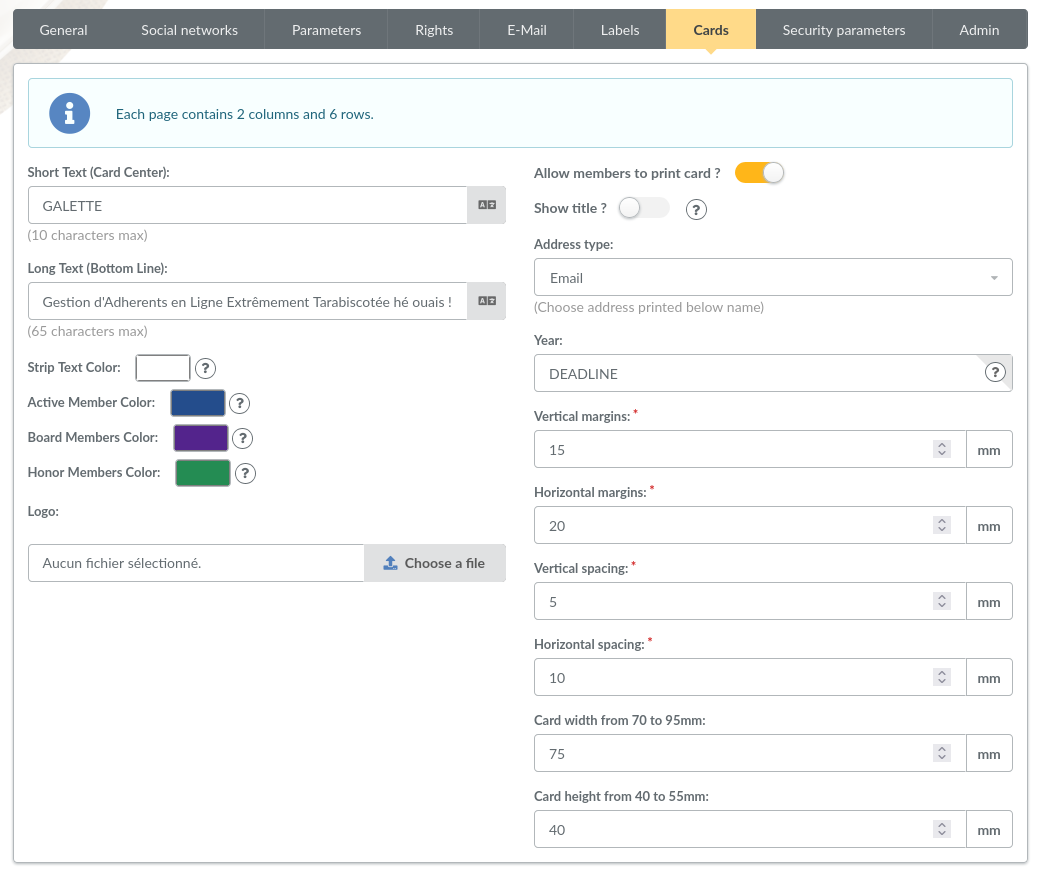 General Social networks Parameters Rights E-Mail Labels Cards Security parameters Admin
Each page contains 2 columns and 6 rows.
Short Text (Card Center):
GALETTE
(10 characters max)
Long Text (Bottom Line):
Gestion d'Adherents en Ligne Extrêmement Tarabiscotée hé ouais !
(65 characters max)
Strip Text Color: ?
Active Member Color: ?
Board Members Color: ?
Honor Members Color: ?
Logo:
Aucun fichier sélectionné. Choose a file
Allow members to print card ?
Show title ? ?
Address type:
Email
(Choose address printed below name)
Year:
DEADLINE ?
Vertical margins: *
15 mm
Horizontal margins: *
20 mm
Vertical spacing: *
5 mm
Horizontal spacing: *
10 mm
Card width from 70 to 95mm:
75 mm
Card height from 40 to 55mm:
40 mm